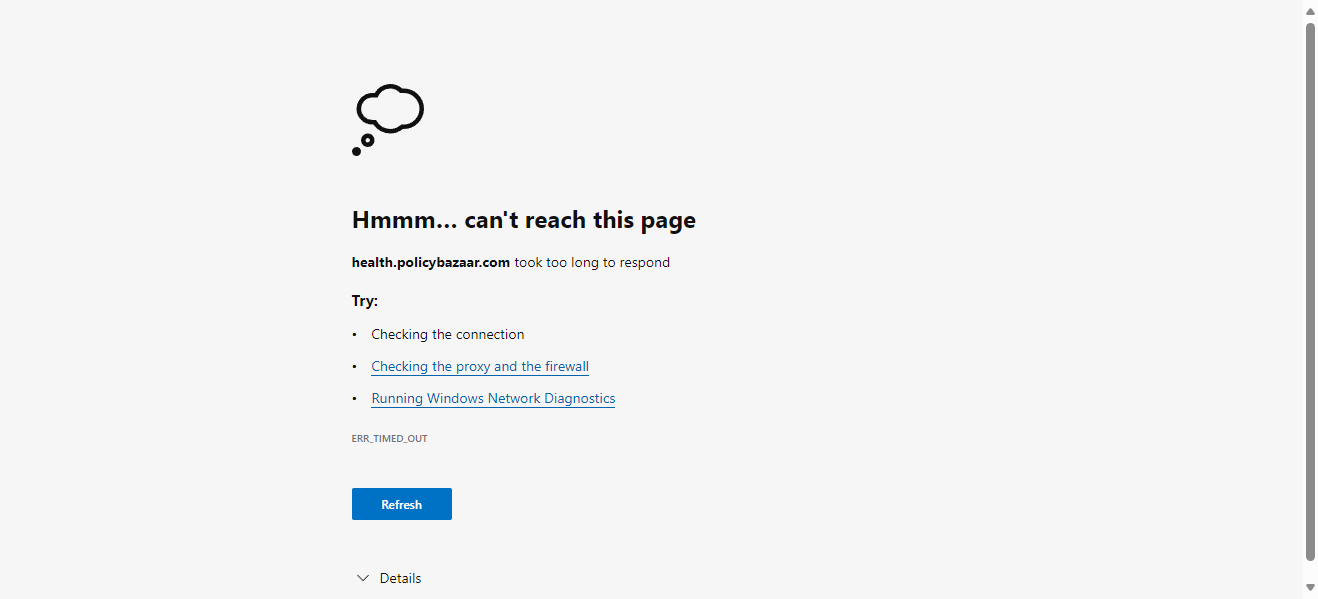 Hmmm… can't reach this page
health.policybazaar.com took too long to respond
Try:
• Checking the connection
• Checking the proxy and the firewall
• Running Windows Network Diagnostics
ERR_TIMED_OUT
Refresh
Details